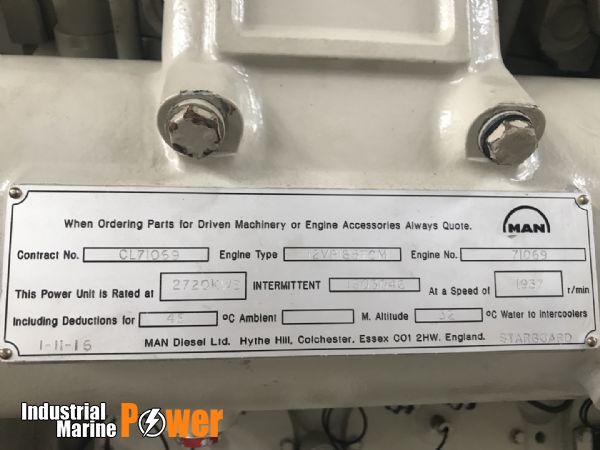 When Ordering Parts for Driven Machinery or Engine Accessories Always Quote.
MAN
Contract No. CL71069 Engine Type Engine No. 71069
This Power Unit is Rated at 2720KWB INTERMITTENT At a Speed of 1937 r/min
Including Deductions for 45 ºC Ambient M. Altitude 32 ºC Water to Intercoolers
1-11-16 MAN Diesel Ltd. Hythe Hill, Colchester, Essex CO1 2HW. England. STARBOARD
Industrial
Marine Power